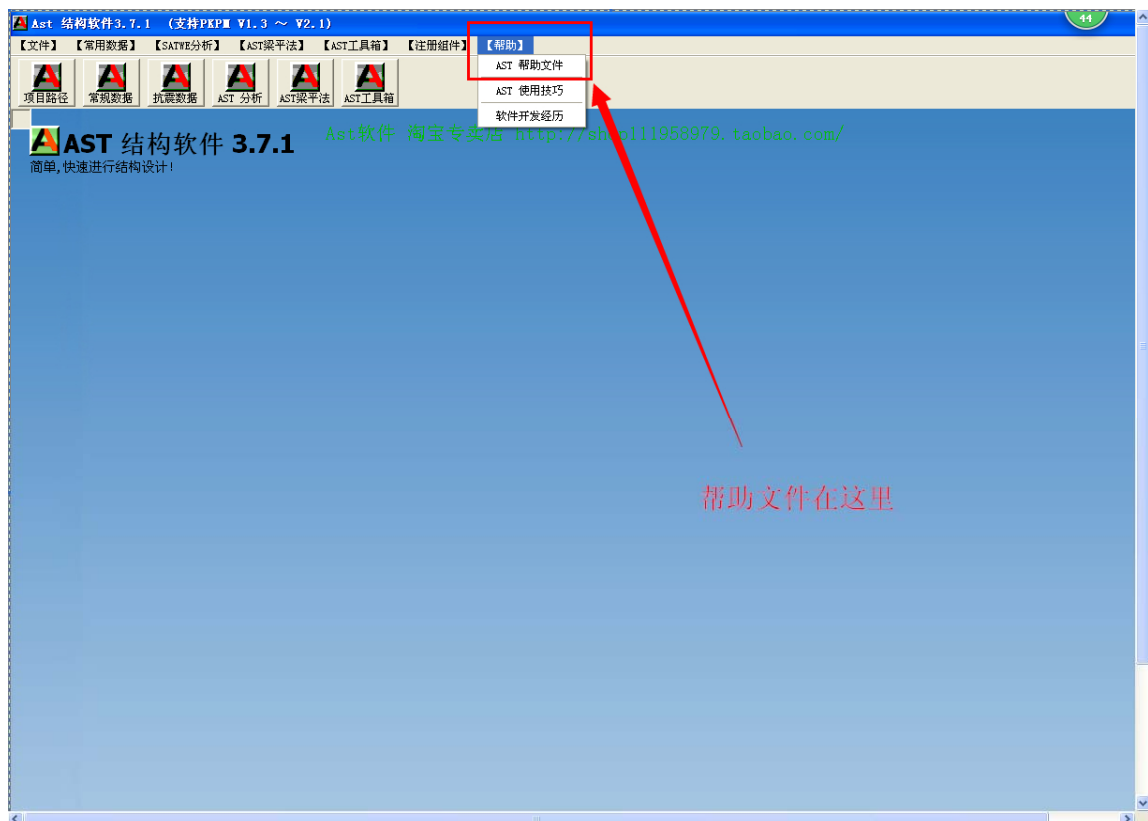 Ast 结构软件3.7.1 (支持PKPM V1.3 ~ V2.1)
44
【文件】 【常用数据】 【SATWE分析】 【AST梁平法】 【AST工具箱】 【注册组件】 【帮助】
AST 帮助文件
AST 使用技巧
软件开发经历
项目路径 常规数据 抗震数据 AST 分析 AST梁平法 AST工具箱
AST 结构软件 3.7.1
Ast软件 淘宝专卖店
简单,快速进行结构设计!
帮助文件在这里